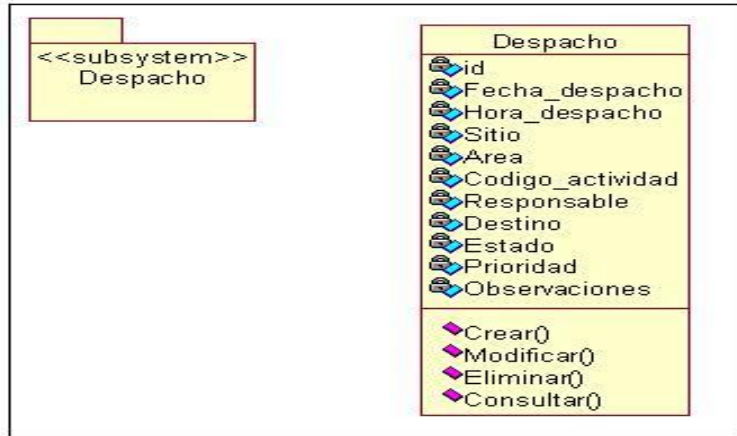 <<subsystem>>
Despacho
Despacho
id
Fecha_despacho
Hora_despacho
Sitio
Area
Codigo_actividad
Responsable
Destino
Estado
Prioridad
Observaciones
Crear()
Modificar()
Eliminar()
Consultar()